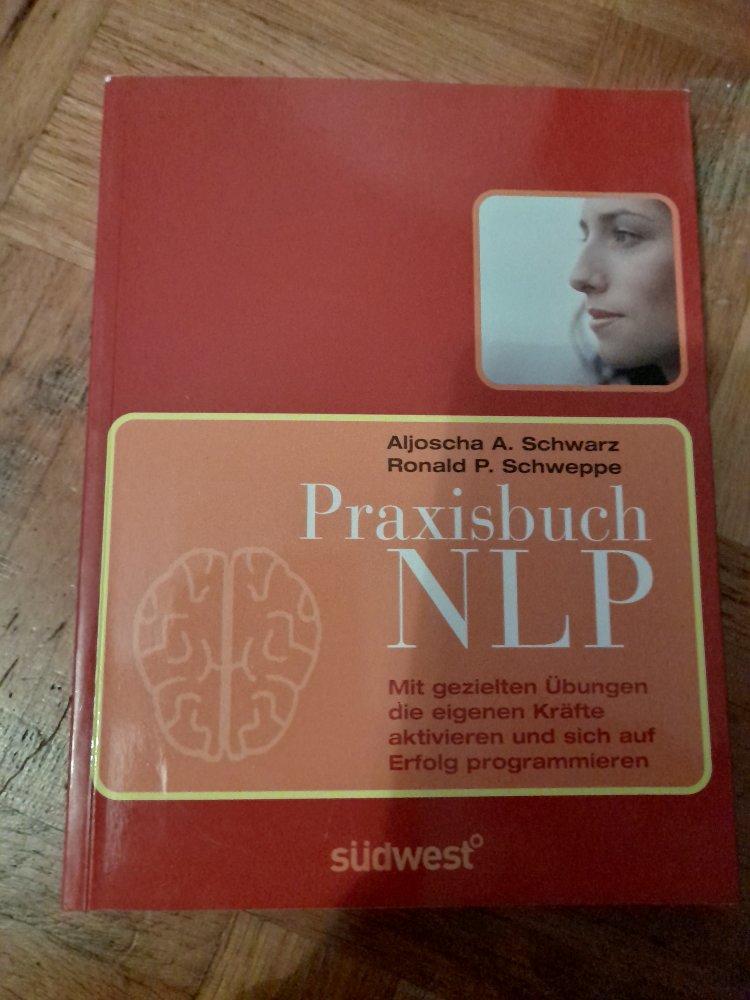 Aljoscha A. Schwarz
Ronald P. Schweppe
Praxisbuch
NLP
Mit gezielten Übungen
die eigenen Kräfte
aktivieren und sich auf
Erfolg programmieren
südwest°